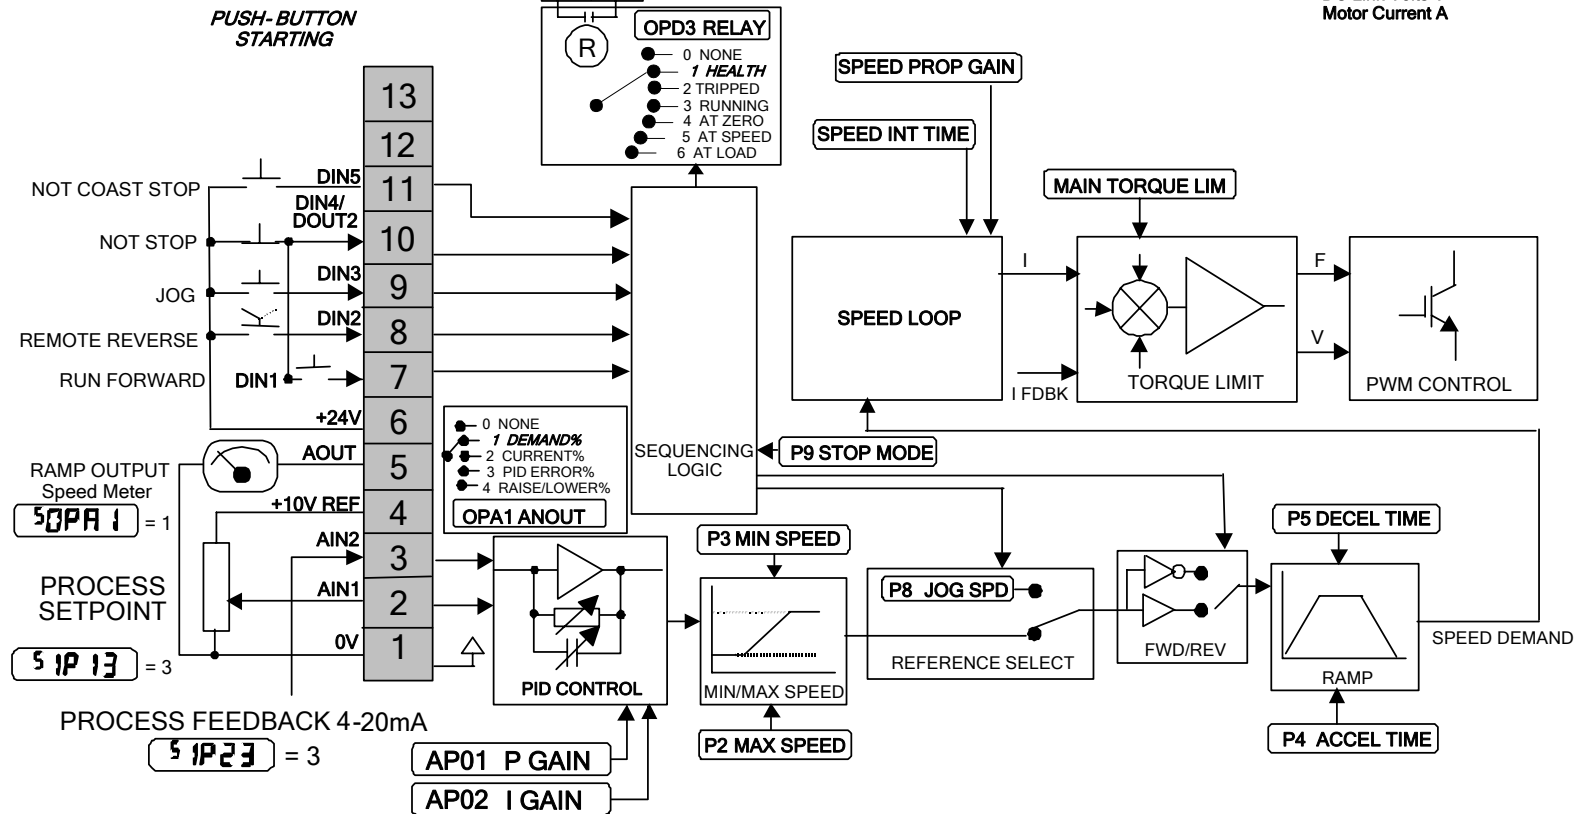 PUSH-BUTTON
STARTING
Motor Current A
R
OPD3 RELAY
0 NONE
1 HEALTH
2 TRIPPED
3 RUNNING
4 AT ZERO
5 AT SPEED
6 AT LOAD
SPEED PROP GAIN
SPEED INT TIME
MAIN TORQUE LIM
13
12
NOT COAST STOP
DIN5
11
DIN4/
DOUT2
NOT STOP
10
JOG
DIN3
9
REMOTE REVERSE
DIN2
8
RUN FORWARD
DIN1
7
+24V
6
AOUT
5
RAMP OUTPUT
Speed Meter
SOPA1 = 1
+10V REF
4
AIN2
3
PROCESS
SETPOINT
AIN1
2
0V
1
SIP13 = 3
PROCESS FEEDBACK 4-20mA
SIP23 = 3
0 NONE
1 DEMAND%
2 CURRENT%
3 PID ERROR%
4 RAISE/LOWER%
OPA1 ANOUT
SEQUENCING
LOGIC
P9 STOP MODE
SPEED LOOP
I
I FDBK
TORQUE LIMIT
F
V
PWM CONTROL
PID CONTROL
AP01 P GAIN
AP02 I GAIN
P3 MIN SPEED
MIN/MAX SPEED
P2 MAX SPEED
P8 JOG SPD
REFERENCE SELECT
FWD/REV
P5 DECEL TIME
RAMP
P4 ACCEL TIME
SPEED DEMAND